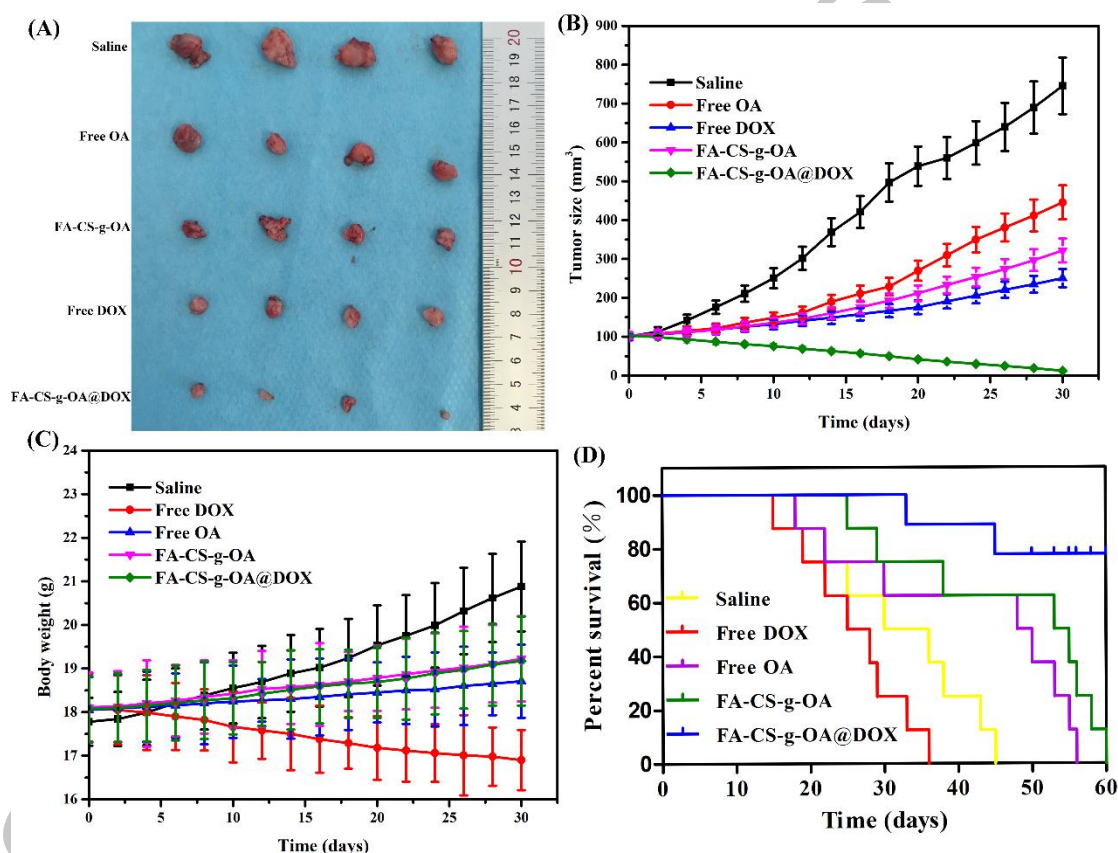 (A)
Saline
Free OA
FA-CS-g-OA
Free DOX
FA-CS-g-OA@DOX
20
19
18
17
16
15
14
13
12
11
10
9
8
7
6
5
4
3
(B)
Tumor size (mm³)
900
800
700
600
500
400
300
200
100
0
Saline
Free OA
Free DOX
FA-CS-g-OA
FA-CS-g-OA@DOX
0 5 10 15 20 25 30
Time (days)
(C)
Body weight (g)
24
23
22
21
20
19
18
17
16
Saline
Free DOX
Free OA
FA-CS-g-OA
FA-CS-g-OA@DOX
0 5 10 15 20 25 30
Time (days)
(D)
Percent survival (%)
100
80
60
40
20
0
Saline
Free DOX
Free OA
FA-CS-g-OA
FA-CS-g-OA@DOX
0 10 20 30 40 50 60
Time (days)